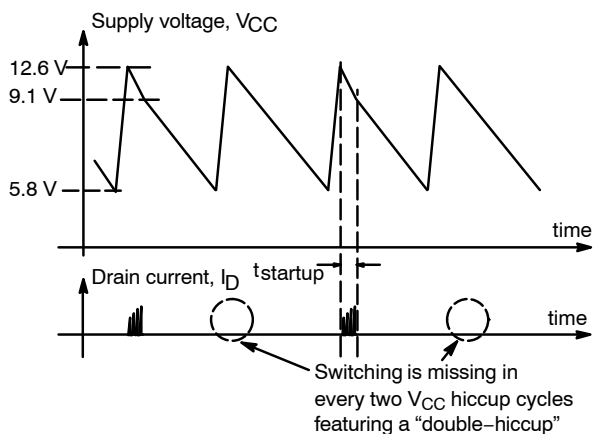 Supply voltage, VCC
12.6 V
9.1 V
5.8 V
time
Drain current, ID
tstartup
time
Switching is missing in
every two VCC hiccup cycles
featuring a “double−hiccup”